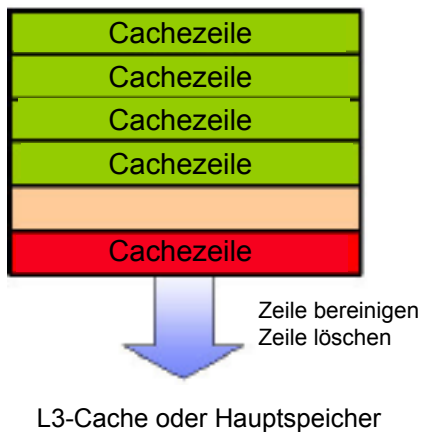 Cachezeile
Cachezeile
Cachezeile
Cachezeile
Cachezeile
Zeile bereinigen
Zeile löschen
L3-Cache oder Hauptspeicher